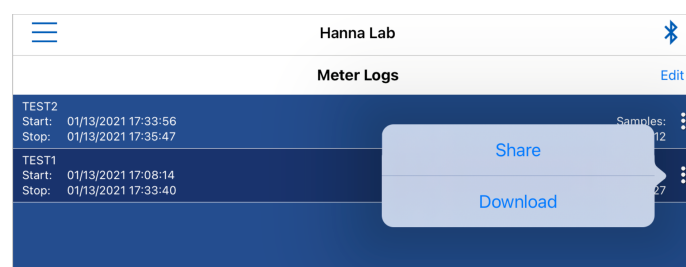 Hanna Lab
Meter Logs
Edit
TEST2
Start: 01/13/2021 17:33:56
Samples:
Stop: 01/13/2021 17:35:47
12
Share
TEST1
Start: 01/13/2021 17:08:14
Stop: 01/13/2021 17:33:40
27
Download